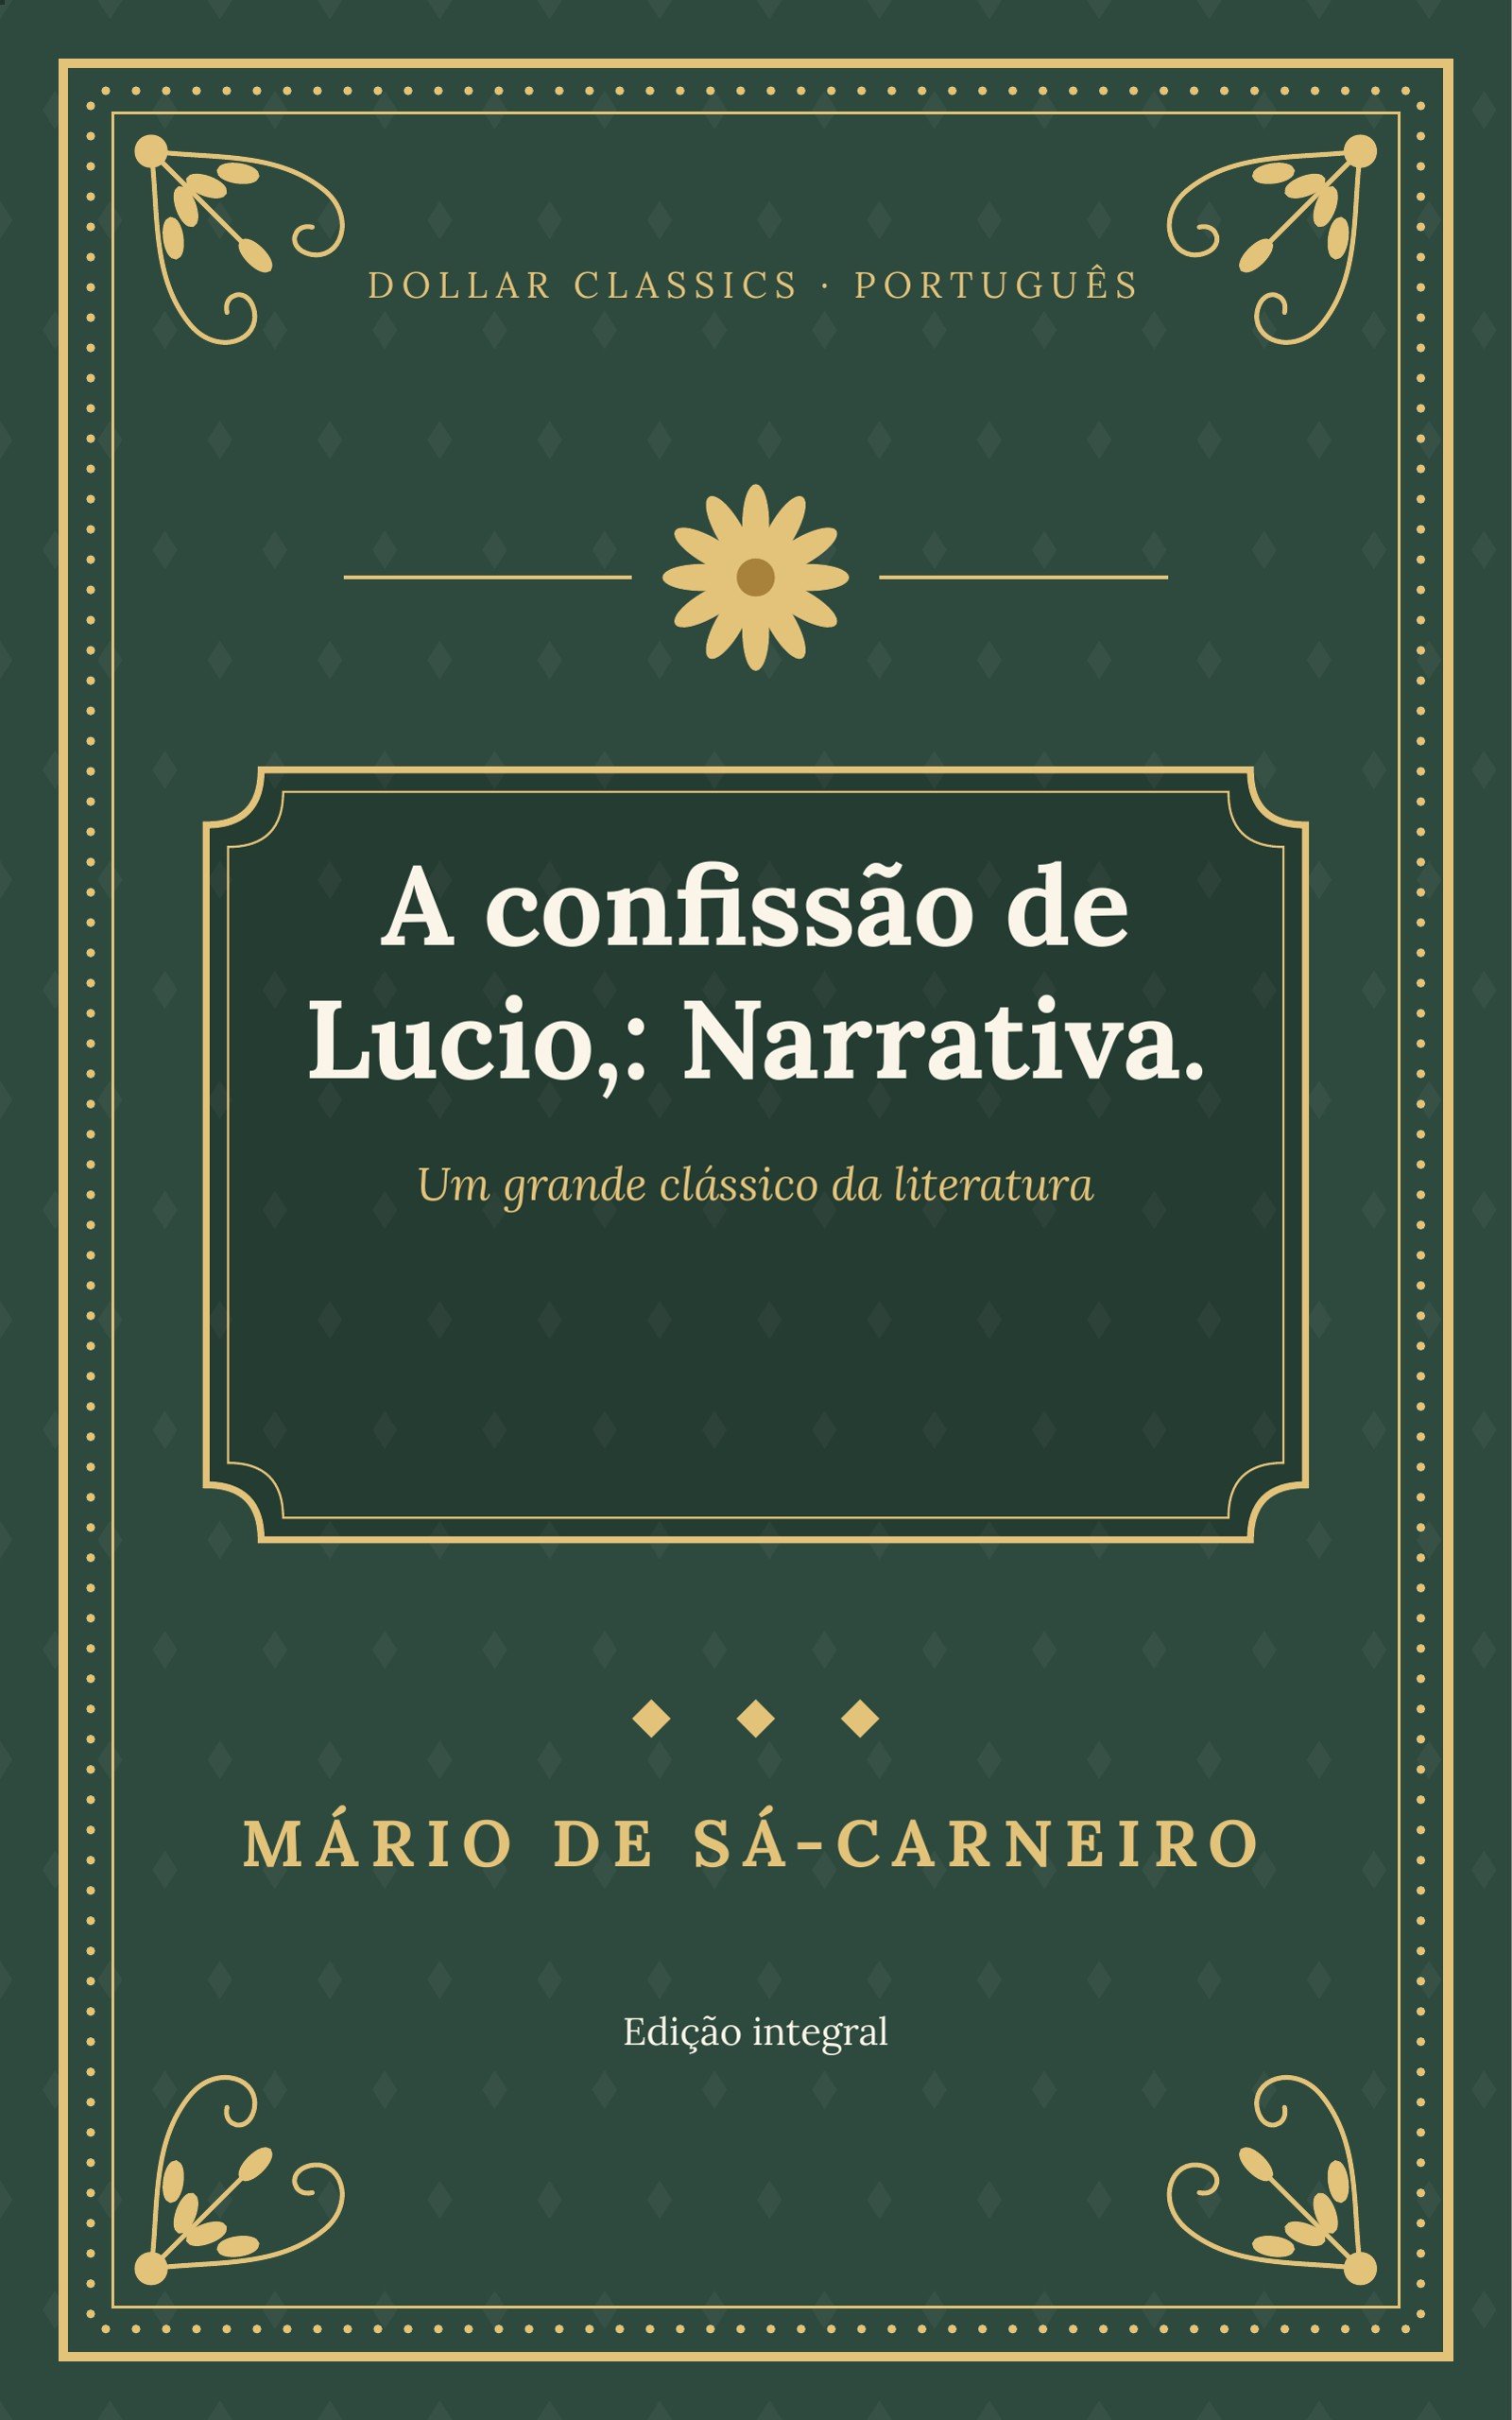 DOLLAR CLASSICS · PORTUGUÊS
A confissão de
Lucio,: Narrativa.
Um grande clássico da literatura
MÁRIO DE SÁ-CARNEIRO
Edição integral